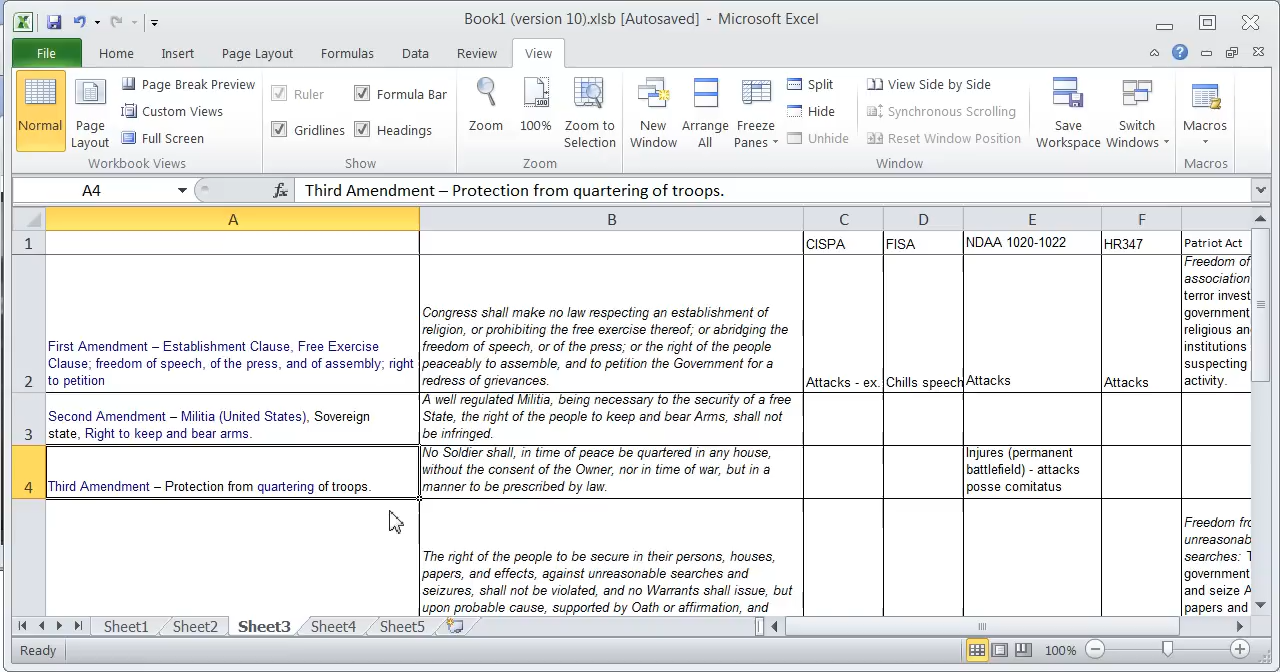 Book1 (version 10).xlsb [Autosaved] - Microsoft Excel
File Home Insert Page Layout Formulas Data Review View
Normal
Page Layout
Page Break Preview
Custom Views
Full Screen
Workbook Views
Ruler
Formula Bar
Gridlines
Headings
Show
Zoom
100%
Zoom to Selection
Zoom
New Window
Arrange All
Freeze Panes
Split
Hide
Unhide
View Side by Side
Synchronous Scrolling
Reset Window Position
Window
Save Workspace
Switch Windows
Macros
Macros
A4
fx
Third Amendment – Protection from quartering of troops.
A B C D E F
1
CISPA
FISA
NDAA 1020-1022
HR347
Patriot Act
2
First Amendment – Establishment Clause, Free Exercise
Clause; freedom of speech, of the press, and of assembly; right
to petition
Congress shall make no law respecting an establishment of
religion, or prohibiting the free exercise thereof; or abridging the
freedom of speech, or of the press; or the right of the people
peaceably to assemble, and to petition the Government for a
redress of grievances.
Attacks - ex.
Chills speech
Attacks
Attacks
Freedom of
association
terror invest
government
religious an
institutions
suspecting
activity.
3
Second Amendment – Militia (United States), Sovereign
state, Right to keep and bear arms.
A well regulated Militia, being necessary to the security of a free
State, the right of the people to keep and bear Arms, shall not
be infringed.
4
Third Amendment – Protection from quartering of troops.
No Soldier shall, in time of peace be quartered in any house,
without the consent of the Owner, nor in time of war, but in a
manner to be prescribed by law.
Injures (permanent
battlefield) - attacks
posse comitatus
The right of the people to be secure in their persons, houses,
papers, and effects, against unreasonable searches and
seizures, shall not be violated, and no Warrants shall issue, but
upon probable cause, supported by Oath or affirmation, and
Freedom fro
unreasonab
searches: T
government
and seize A
papers and
Sheet1 Sheet2 Sheet3 Sheet4 Sheet5
Ready
100%